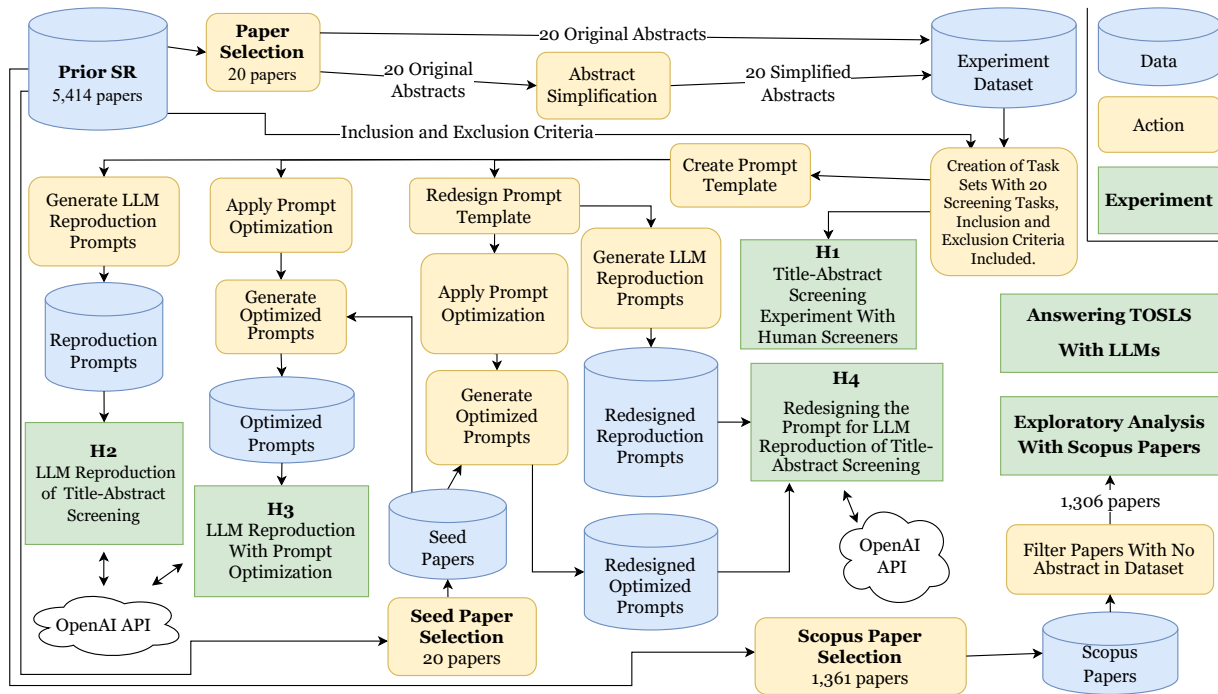 Prior SR
5,414 papers
Paper
Selection
20 papers
20 Original Abstracts
20 Original
Abstracts
Abstract
Simplification
20 Simplified
Abstracts
Experiment
Dataset
Data
Action
Experiment
Inclusion and Exclusion Criteria
Creation of Task
Sets With 20
Screening Tasks,
Inclusion and
Exclusion Criteria
Included.
Create Prompt
Template
Generate LLM
Reproduction
Prompts
Apply Prompt
Optimization
Redesign Prompt
Template
Generate LLM
Reproduction
Prompts
H1
Title-Abstract
Screening
Experiment With
Human Screeners
Reproduction
Prompts
Generate
Optimized
Prompts
Apply Prompt
Optimization
Answering TOSLS
With LLMs
Optimized
Prompts
Generate
Optimized
Prompts
Redesigned
Reproduction
Prompts
H4
Redesigning the
Prompt for LLM
Reproduction of Title-
Abstract Screening
Exploratory Analysis
With Scopus Papers
H2
LLM Reproduction
of Title-Abstract
Screening
H3
LLM Reproduction
With Prompt
Optimization
Seed
Papers
Redesigned
Optimized
Prompts
OpenAI
API
1,306 papers
Filter Papers With No
Abstract in Dataset
OpenAI API
Seed Paper
Selection
20 papers
Scopus Paper
Selection
1,361 papers
Scopus
Papers